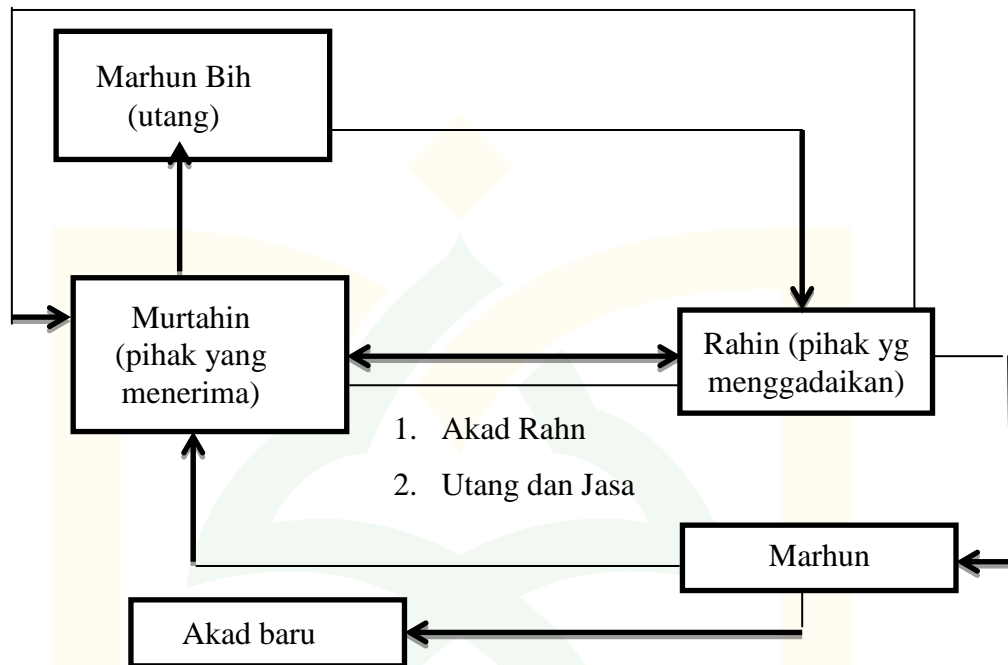 Marhun Bih
(utang)
Murtahin
(pihak yang
menerima)
Rahin (pihak yg
menggadaikan)
1. Akad Rahn
2. Utang dan Jasa
Marhun
Akad baru